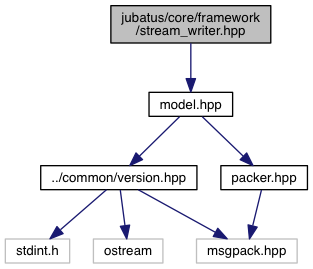 jubatus/core/framework
/stream_writer.hpp
model.hpp
../common/version.hpp
packer.hpp
stdint.h
ostream
msgpack.hpp